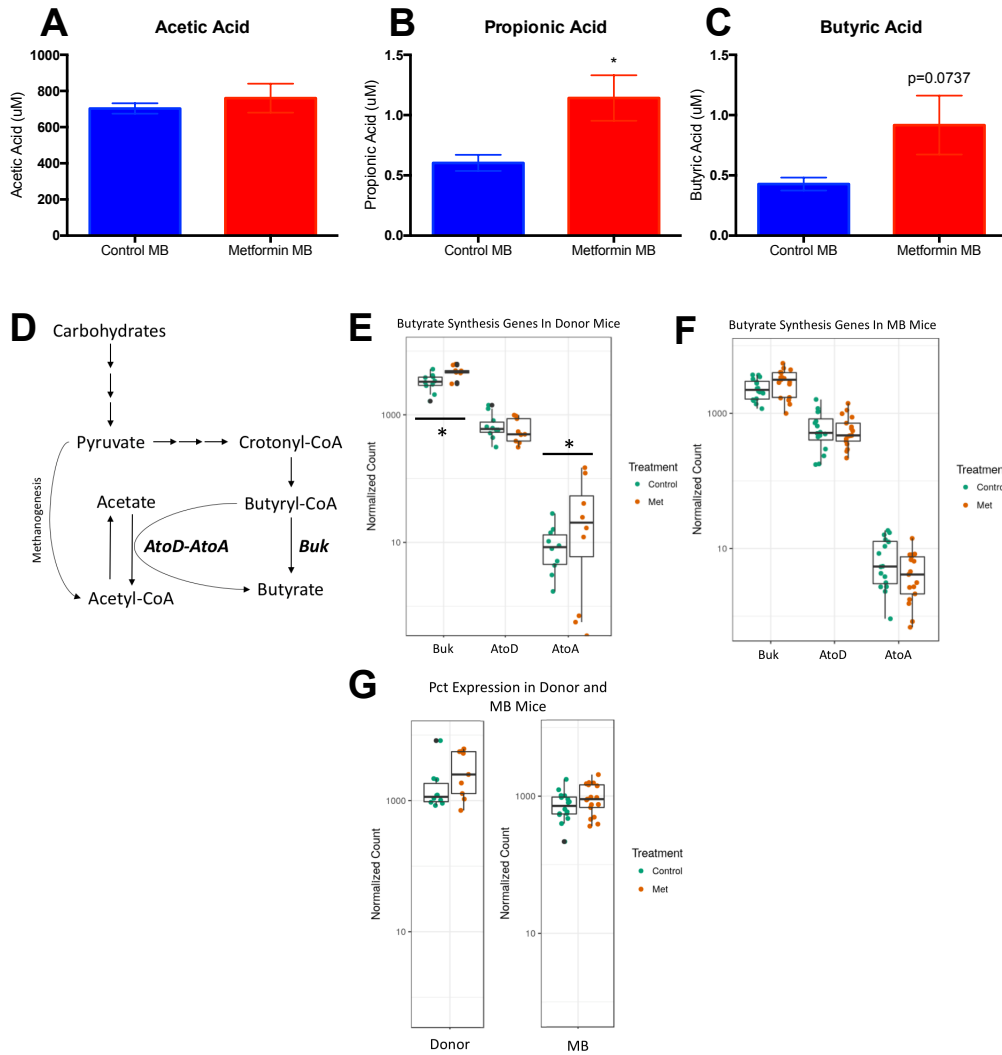 A
Acetic Acid
Acetic Acid (uM)
1000
800
600
400
200
0
Control MB
Metformin MB
B
Propionic Acid
Propionic Acid (uM)
1.5
1.0
0.5
0.0
*
Control MB
Metformin MB
C
Butyric Acid
Butyric Acid (uM)
1.5
1.0
0.5
0.0
p=0.0737
Control MB
Metformin MB
D
Carbohydrates
Pyruvate
Crotonyl-CoA
Methanogenesis
Acetate
Butyryl-CoA
AtoD-AtoA
Buk
Acetyl-CoA
Butyrate
E
Butyrate Synthesis Genes In Donor Mice
Normalized Count
1000
10
*
*
Buk
AtoD
AtoA
Treatment
Control
Met
F
Butyrate Synthesis Genes In MB Mice
Normalized Count
1000
10
Buk
AtoD
AtoA
Treatment
Control
Met
G
Pct Expression in Donor and
MB Mice
Normalized Count
1000
10
Donor
Normalized Count
1000
10
MB
Treatment
Control
Met